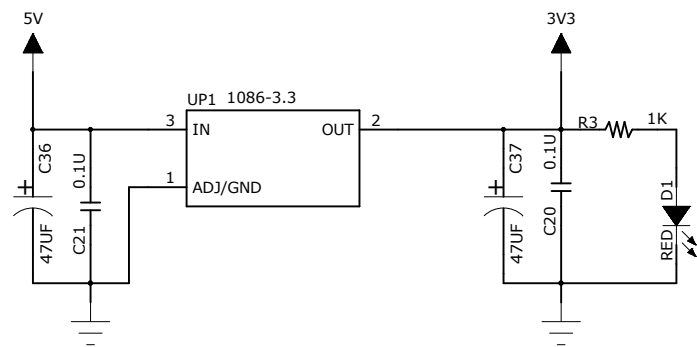 5V
3V3
UP1 1086-3.3
3
IN
OUT
2
R3
1K
1
ADJ/GND
C36
47UF
0.1U
C21
C37
47UF
0.1U
C20
D1
RED